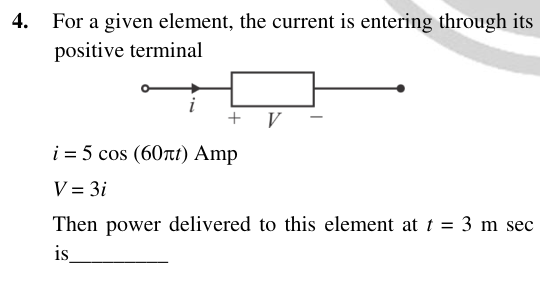 4. For a given element, the current is entering through its
positive terminal
i
+ V −
i = 5 cos (60πt) Amp
V = 3i
Then power delivered to this element at t = 3 m sec
is_________